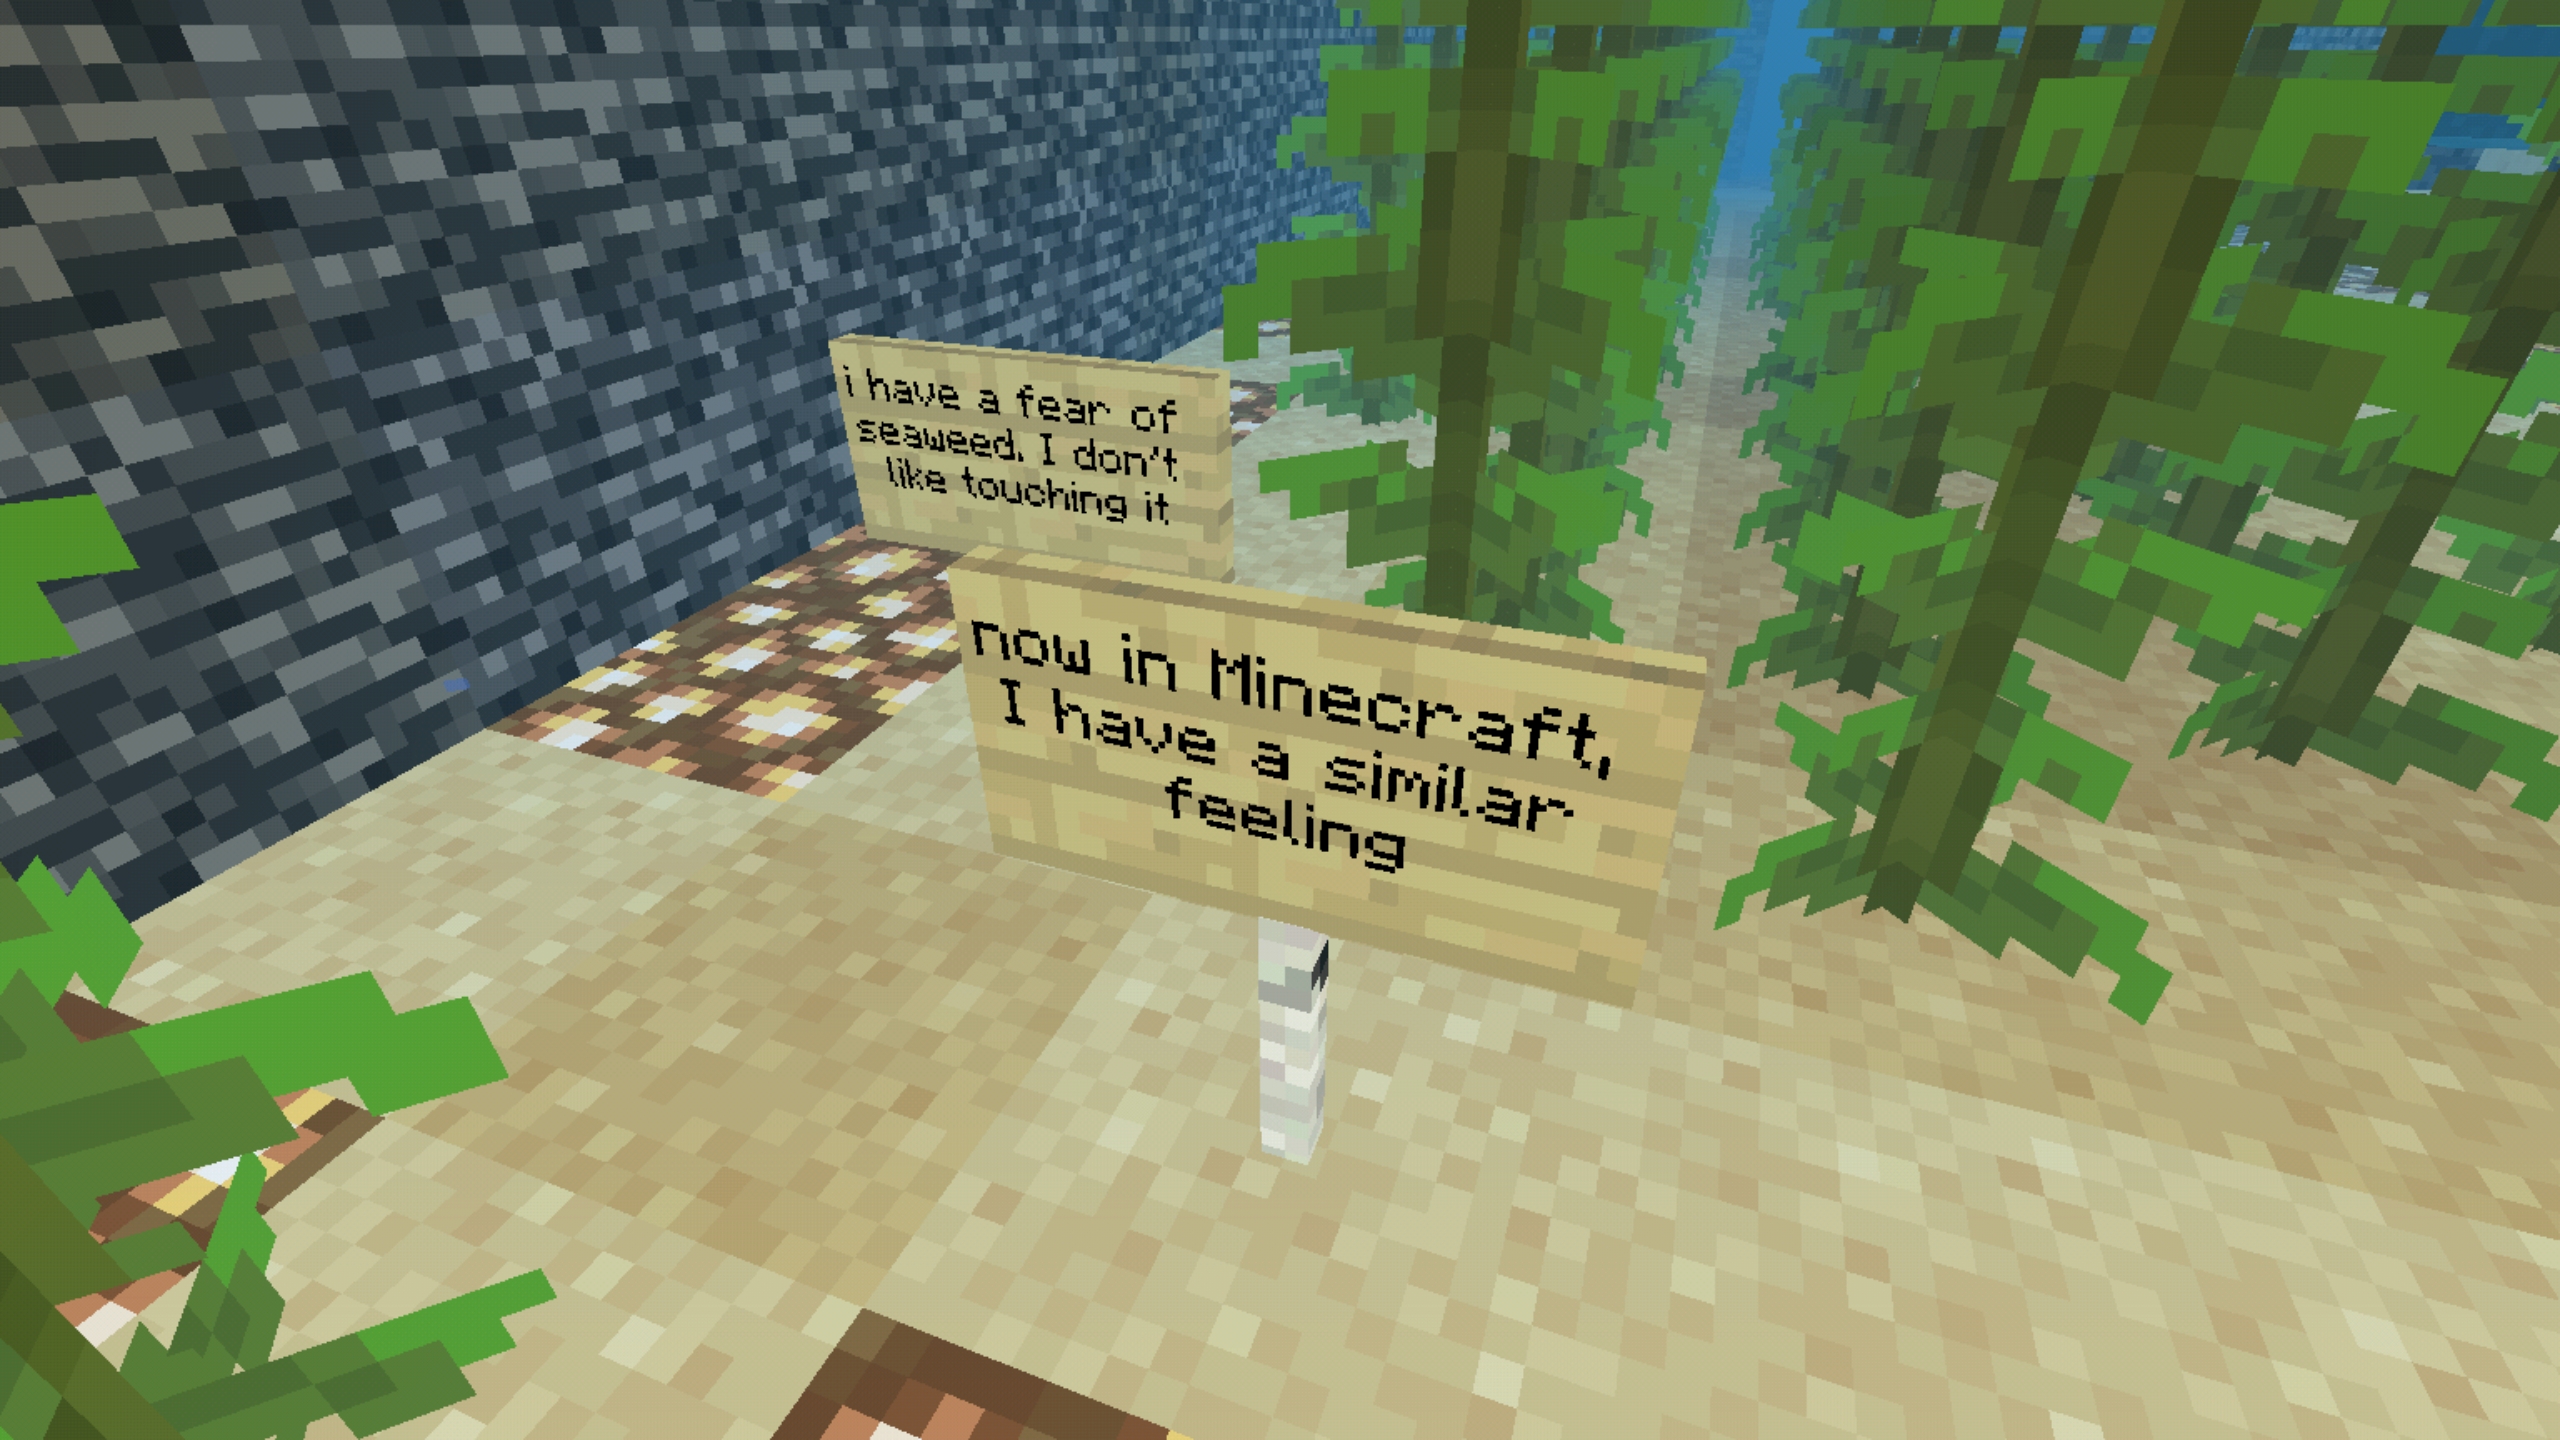 i have a fear of
seaweed. I don't
like touching it
now in Minecraft,
I have a similar
feeling